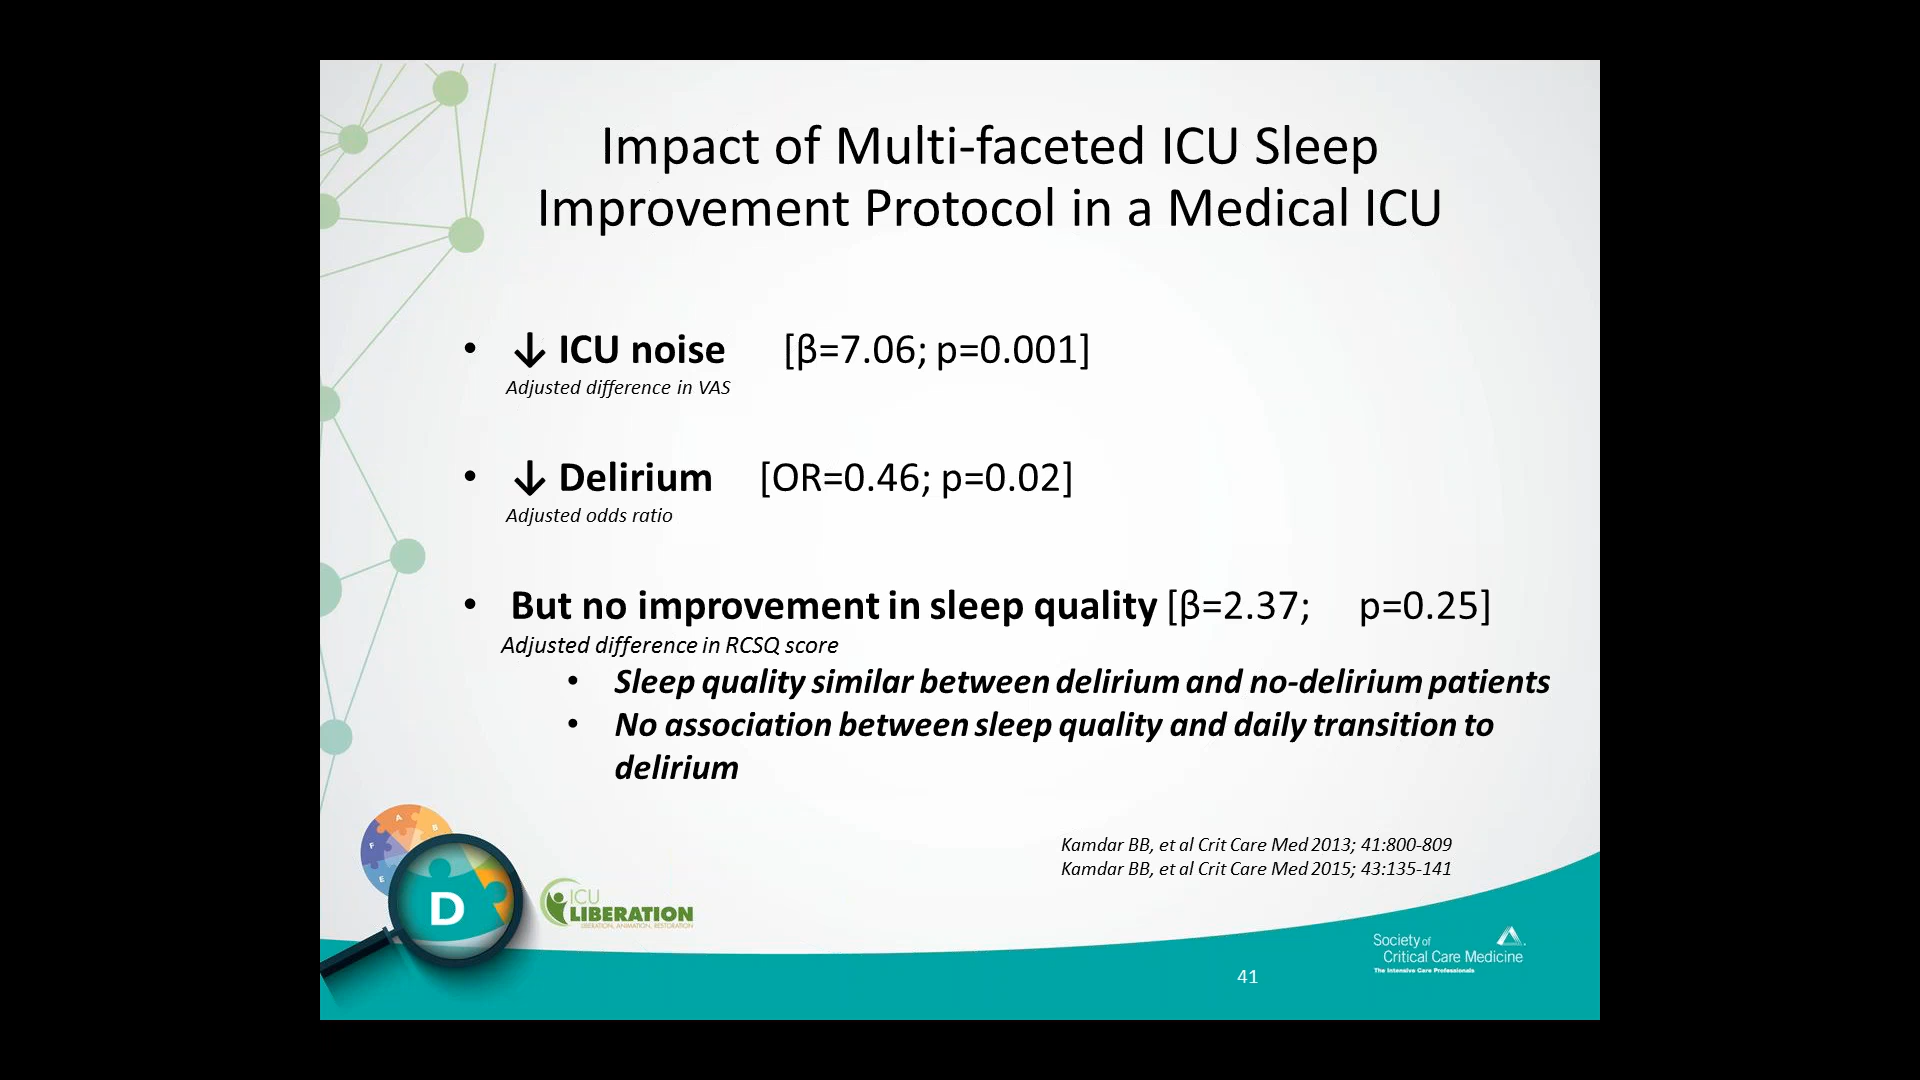 Impact of Multi-faceted ICU Sleep
Improvement Protocol in a Medical ICU
• ↓ ICU noise [β=7.06; p=0.001]
Adjusted difference in VAS
• ↓ Delirium [OR=0.46; p=0.02]
Adjusted odds ratio
• But no improvement in sleep quality [β=2.37; p=0.25]
Adjusted difference in RCSQ score
• Sleep quality similar between delirium and no-delirium patients
• No association between sleep quality and daily transition to
delirium
Kamdar BB, et al Crit Care Med 2013; 41:800-809
Kamdar BB, et al Crit Care Med 2015; 43:135-141
A
B
F
E
D
ICU
LIBERATION
LIBERATION, ANIMATION, RESTORATION
Society of
Critical Care Medicine
The Intensive Care Professionals
41